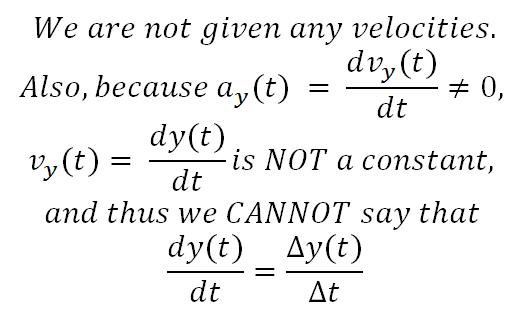 We are not given any velocities.
Also, because a_y(t) = dv_y(t)/dt ≠ 0,
v_y(t) = dy(t)/dt is NOT a constant,
and thus we CANNOT say that
dy(t)/dt = Δy(t)/Δt